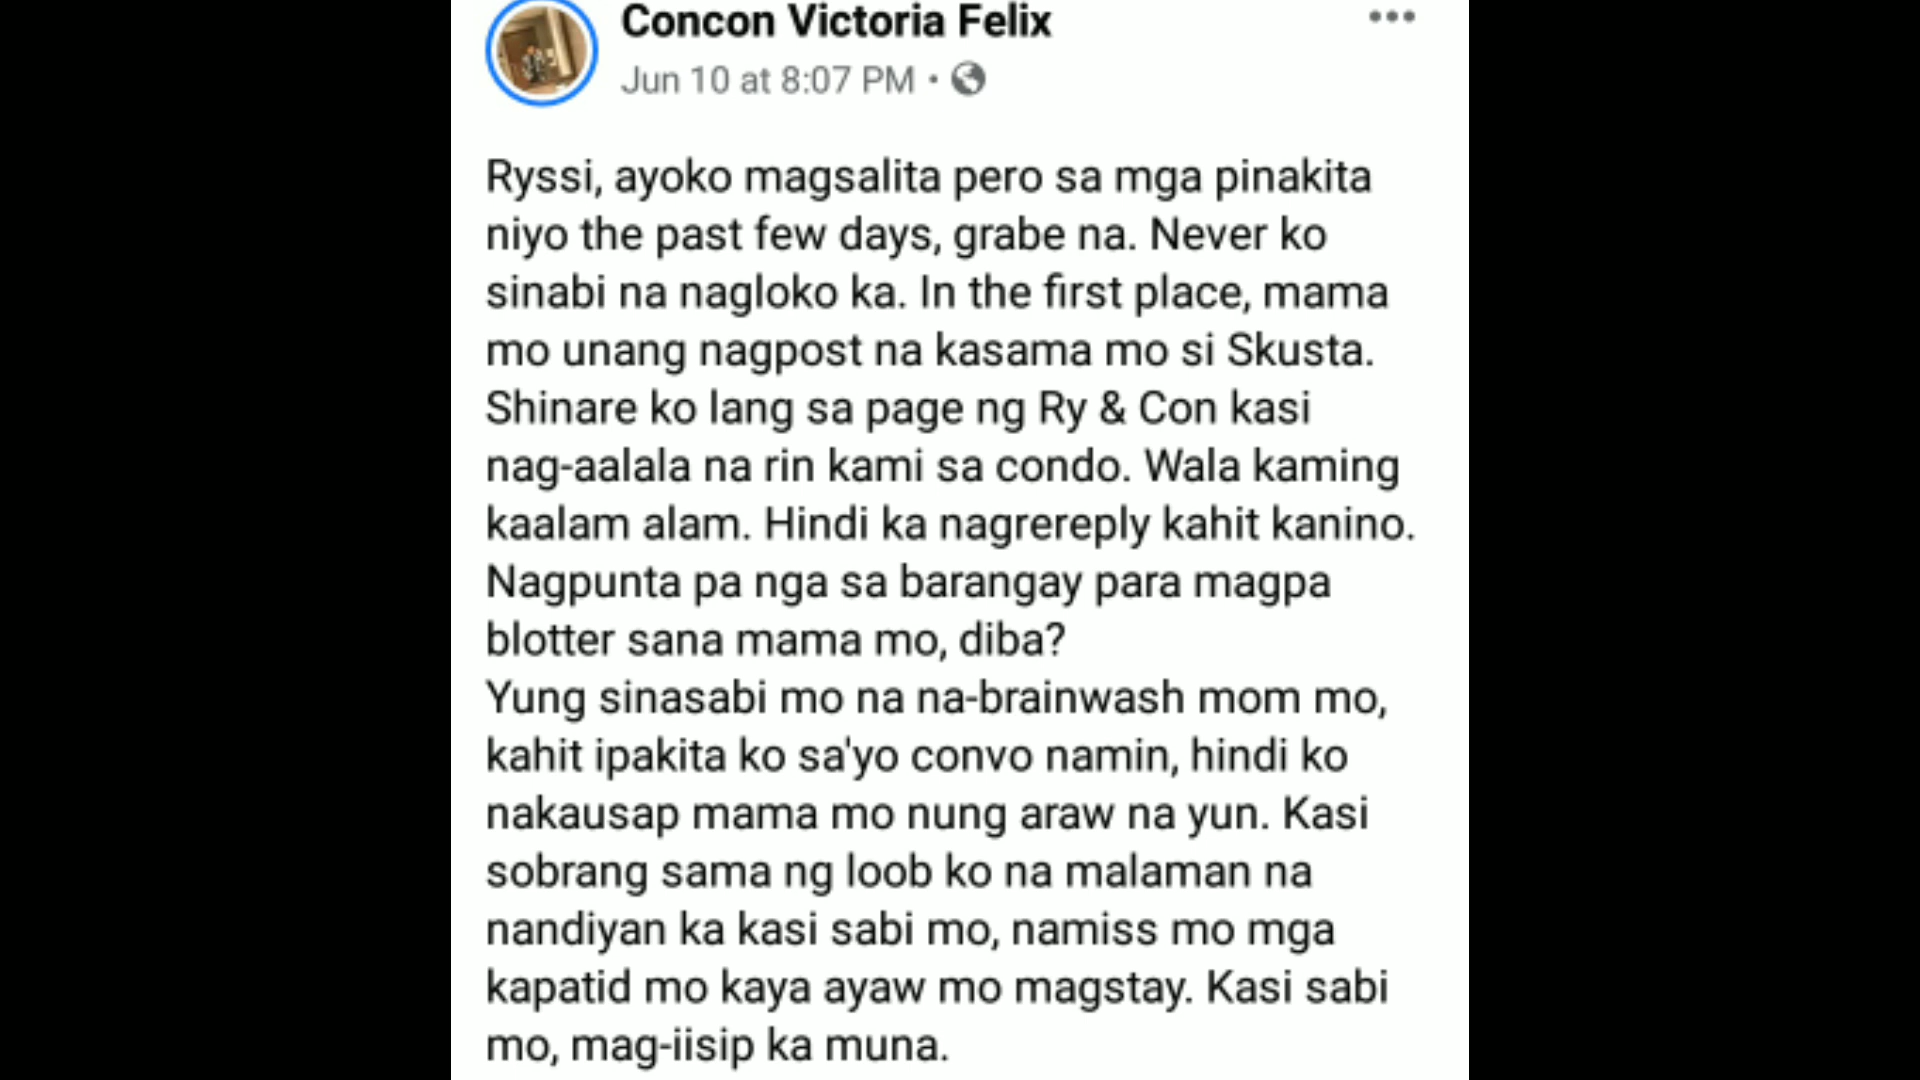 Concon Victoria Felix
Jun 10 at 8:07 PM •
Ryssi, ayoko magsalita pero sa mga pinakita
niyo the past few days, grabe na. Never ko
sinabi na nagloko ka. In the first place, mama
mo unang nagpost na kasama mo si Skusta.
Shinare ko lang sa page ng Ry & Con kasi
nag-aalala na rin kami sa condo. Wala kaming
kaalam alam. Hindi ka nagrereply kahit kanino.
Nagpunta pa nga sa barangay para magpa
blotter sana mama mo, diba?
Yung sinasabi mo na na-brainwash mom mo,
kahit ipakita ko sa'yo convo namin, hindi ko
nakausap mama mo nung araw na yun. Kasi
sobrang sama ng loob ko na malaman na
nandiyan ka kasi sabi mo, namiss mo mga
kapatid mo kaya ayaw mo magstay. Kasi sabi
mo, mag-iisip ka muna.